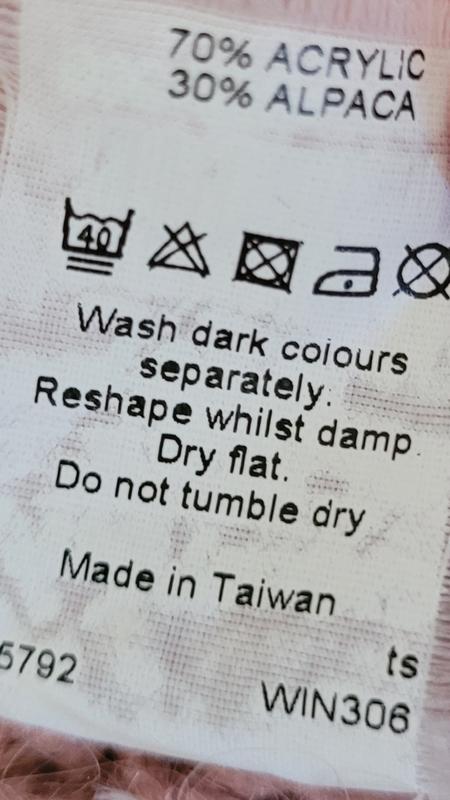 70% ACRYLIC
30% ALPACA
40
Wash dark colours
separately.
Reshape whilst damp.
Dry flat.
Do not tumble dry
Made in Taiwan
5792
ts
WIN306